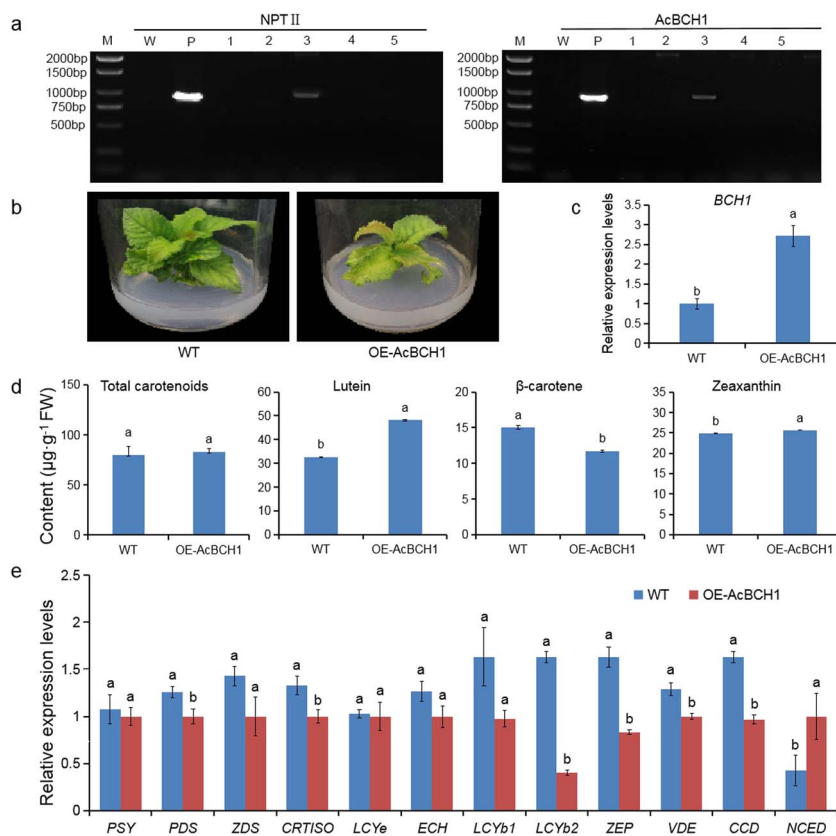 a
NPT II
AcBCH1
M W P 1 2 3 4 5
M W P 1 2 3 4 5
2000bp
1500bp
1000bp
750bp
500bp
2000bp
1500bp
1000bp
750bp
500bp
b
WT
OE-AcBCH1
c
BCH1
Relative expression levels
3.5
3
2.5
2
1.5
1
0.5
0
b
a
WT
OE-AcBCH1
d
Content (μg·g-1 FW)
Total carotenoids
150
100
50
0
a
a
WT
OE-AcBCH1
Lutein
60
50
40
30
20
10
0
b
a
WT
OE-AcBCH1
β-carotene
20
15
10
5
0
a
b
WT
OE-AcBCH1
Zeaxanthin
35
30
25
20
15
10
5
0
b
a
WT
OE-AcBCH1
e
Relative expression levels
2.5
2
1.5
1
0.5
0
WT
OE-AcBCH1
a a a b a a a b a a a a a a a b a b a b a b b a
PSY PDS ZDS CRTISO LCYe ECH LCYb1 LCYb2 ZEP VDE CCD NCED